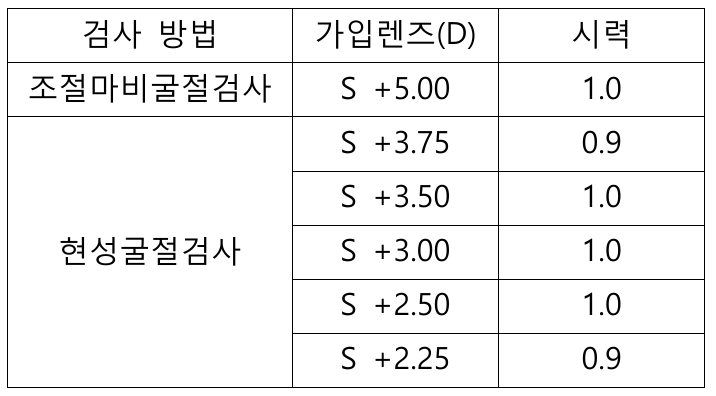 검사 방법 가입렌즈(D) 시력
조절마비굴절검사 S +5.00 1.0
S +3.75 0.9
S +3.50 1.0
현성굴절검사 S +3.00 1.0
S +2.50 1.0
S +2.25 0.9